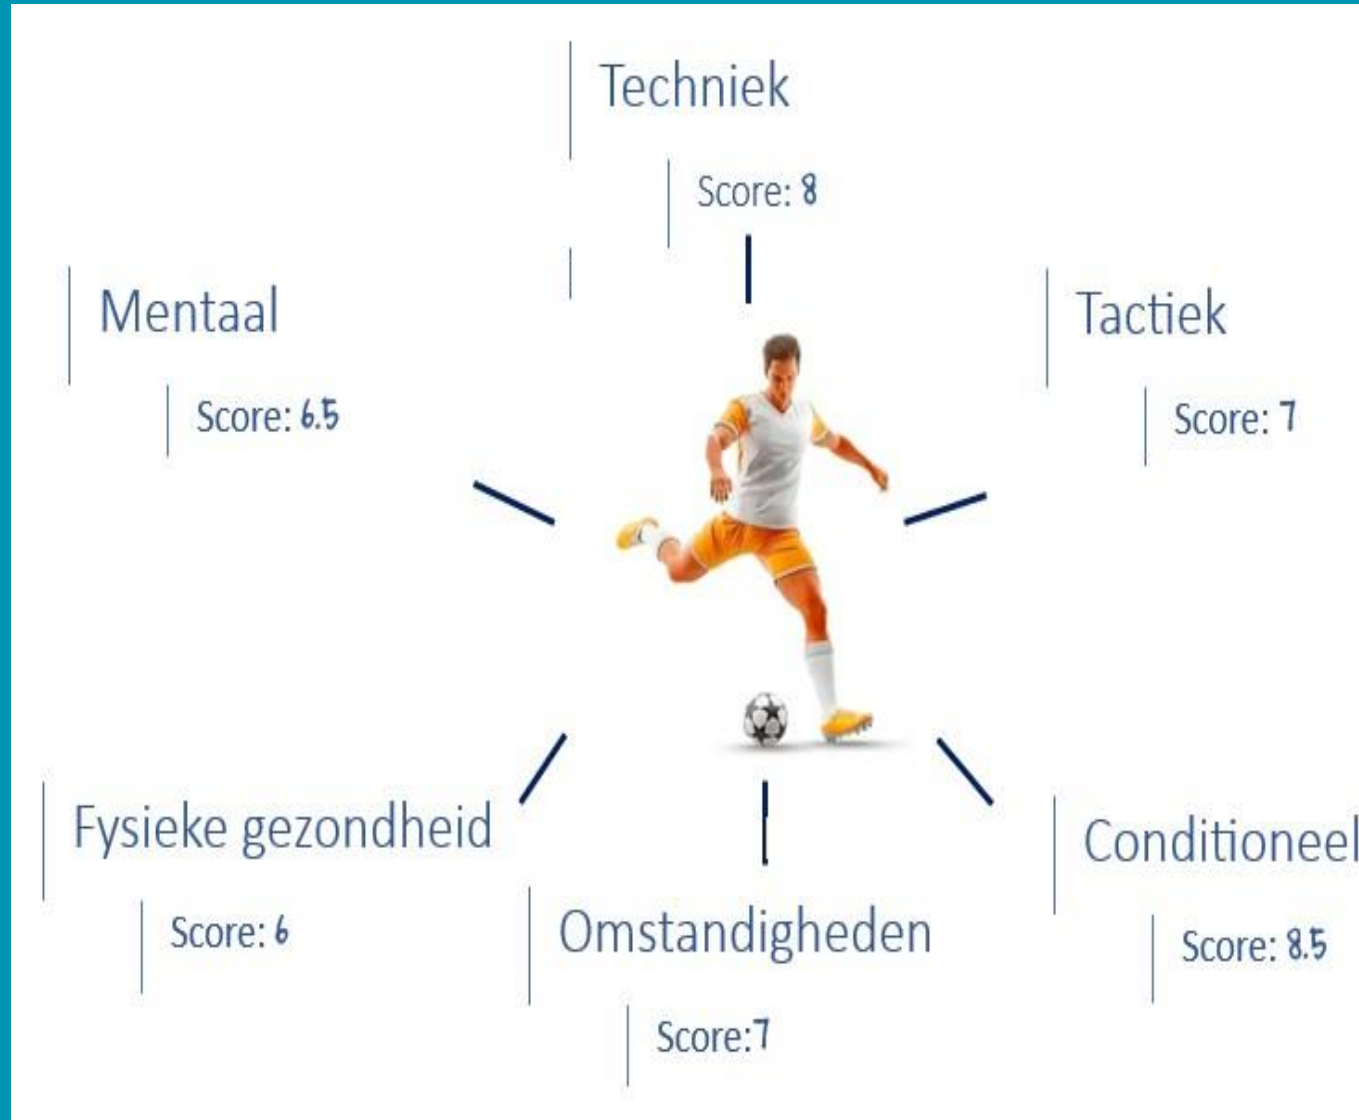 Techniek
Score: 8
Mentaal
Score: 6.5
Tactiek
Score: 7
Fysieke gezondheid
Score: 6
Omstandigheden
Score:7
Conditioneel
Score: 8.5